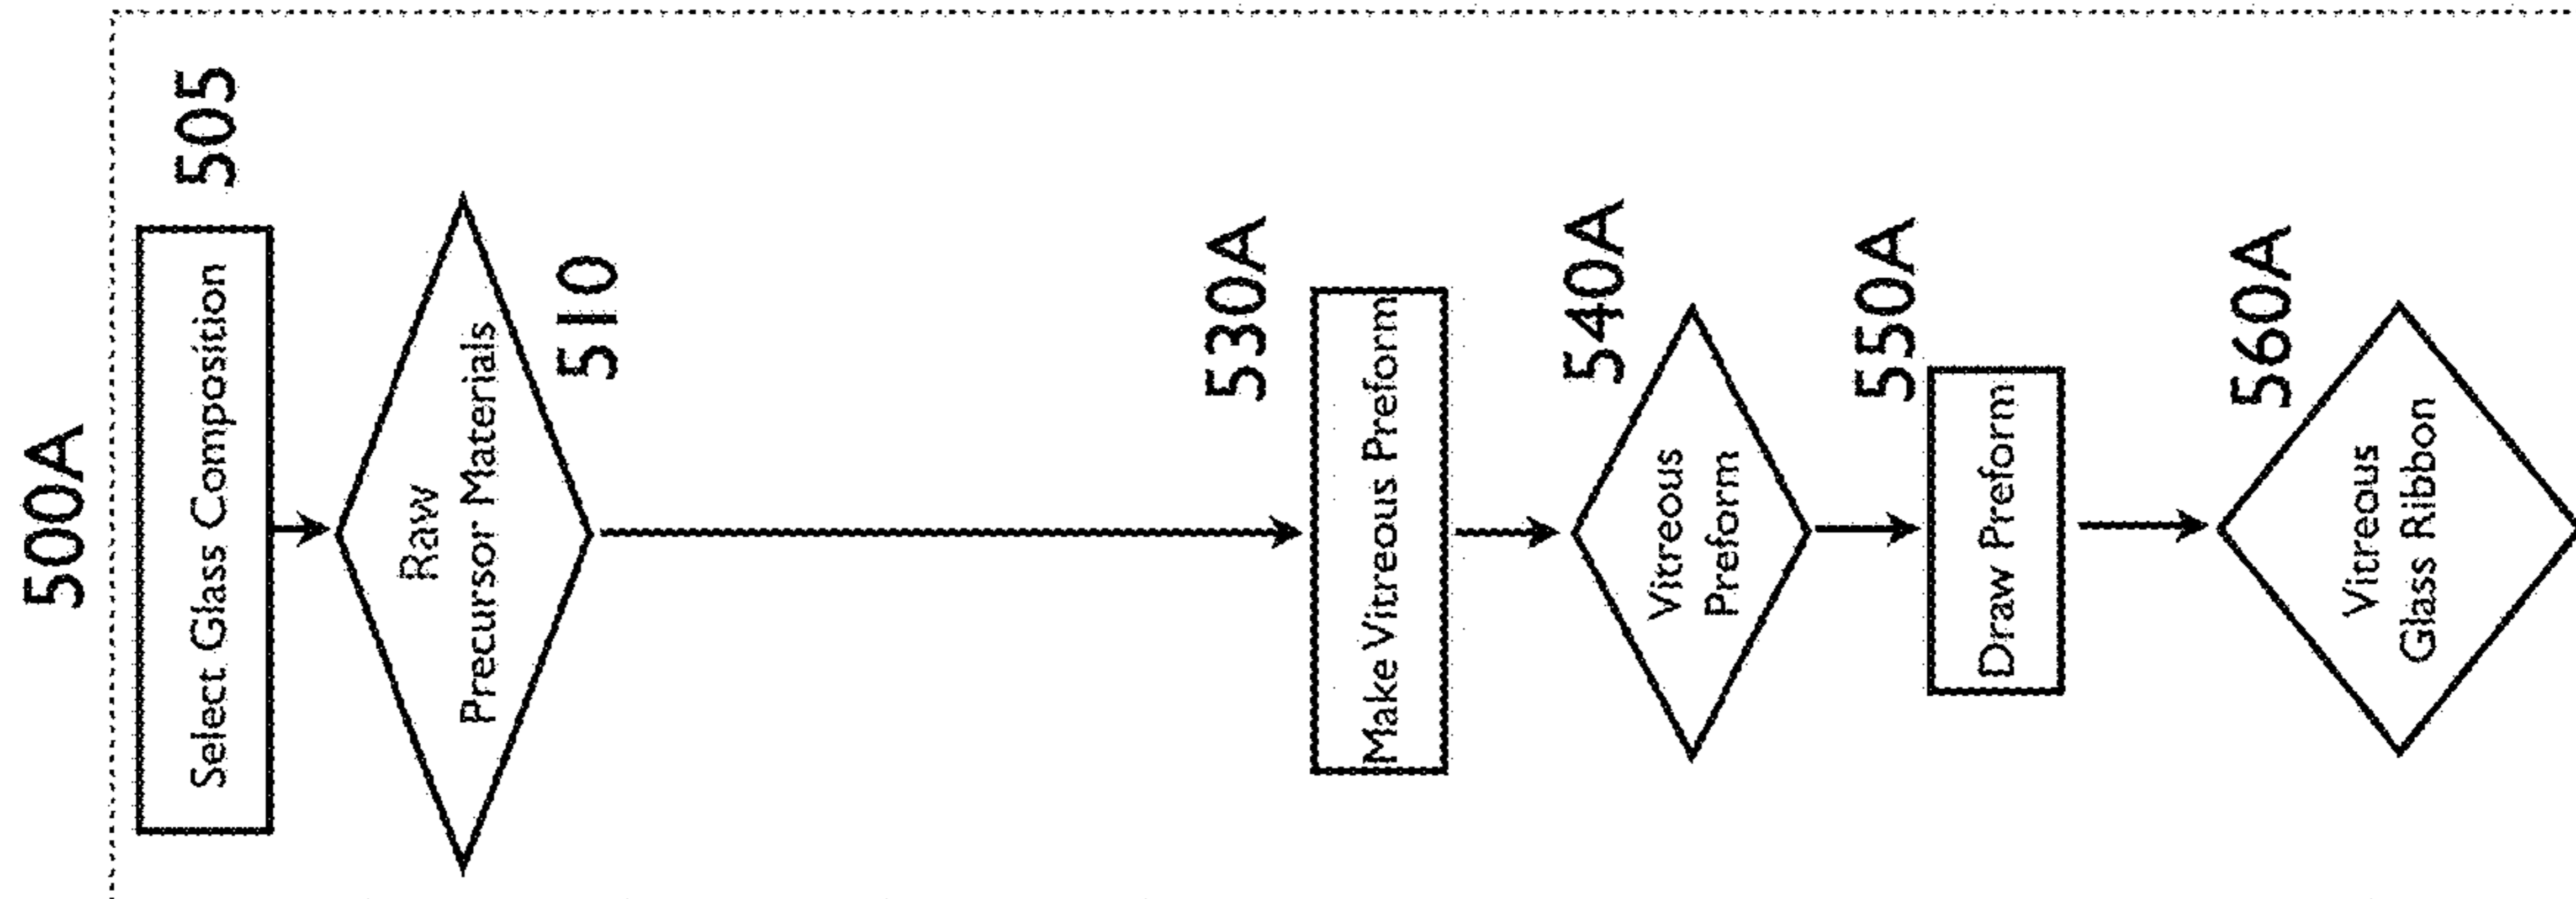 500A
505
Select Glass Composition
Raw
Precursor Materials
510
530A
Make Vitreous Preform
540A
Vitreous
Preform
550A
Draw Preform
560A
Vitreous
Glass Ribbon